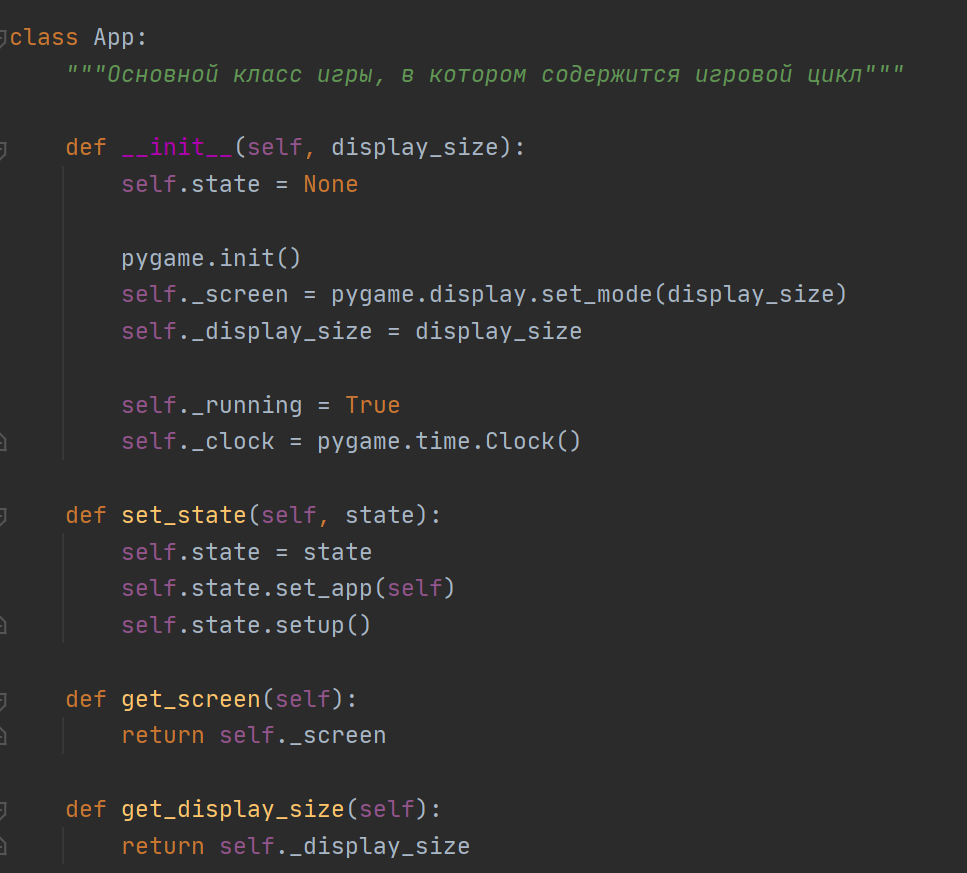 class App:
"""Основной класс игры, в котором содержится игровой цикл"""
def __init__(self, display_size):
self.state = None
pygame.init()
self._screen = pygame.display.set_mode(display_size)
self._display_size = display_size
self._running = True
self._clock = pygame.time.Clock()
def set_state(self, state):
self.state = state
self.state.set_app(self)
self.state.setup()
def get_screen(self):
return self._screen
def get_display_size(self):
return self._display_size